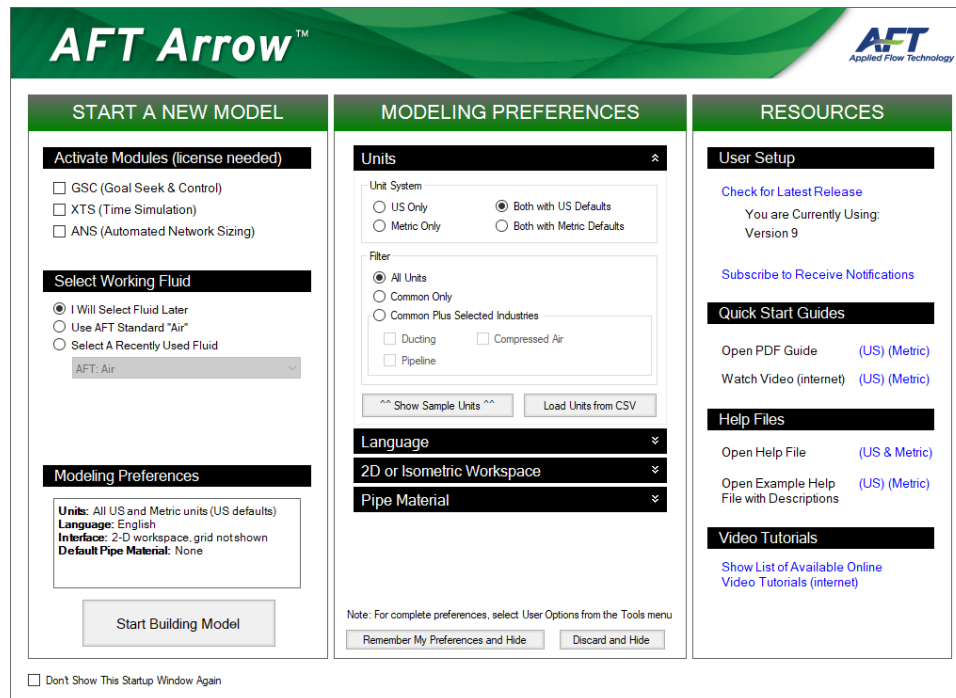 AFT Arrow™
AFT
Applied Flow Technology
START A NEW MODEL
Activate Modules (license needed)
GSC (Goal Seek & Control)
XTS (Time Simulation)
ANS (Automated Network Sizing)
Select Working Fluid
I Will Select Fluid Later
Use AFT Standard "Air"
Select A Recently Used Fluid
AFT: Air
Modeling Preferences
Units: All US and Metric units (US defaults)
Language: English
Interface: 2-D workspace, grid not shown
Default Pipe Material: None
Start Building Model
MODELING PREFERENCES
Units
Unit System
US Only
Both with US Defaults
Metric Only
Both with Metric Defaults
Filter
All Units
Common Only
Common Plus Selected Industries
Ducting
Compressed Air
Pipeline
^^ Show Sample Units ^^
Load Units from CSV
Language
2D or Isometric Workspace
Pipe Material
Note: For complete preferences, select User Options from the Tools menu
Remember My Preferences and Hide
Discard and Hide
RESOURCES
User Setup
Check for Latest Release
You are Currently Using:
Version 9
Subscribe to Receive Notifications
Quick Start Guides
Open PDF Guide (US) (Metric)
Watch Video (internet) (US) (Metric)
Help Files
Open Help File (US & Metric)
Open Example Help (US) (Metric)
File with Descriptions
Video Tutorials
Show List of Available Online
Video Tutorials (internet)
Don't Show This Startup Window Again